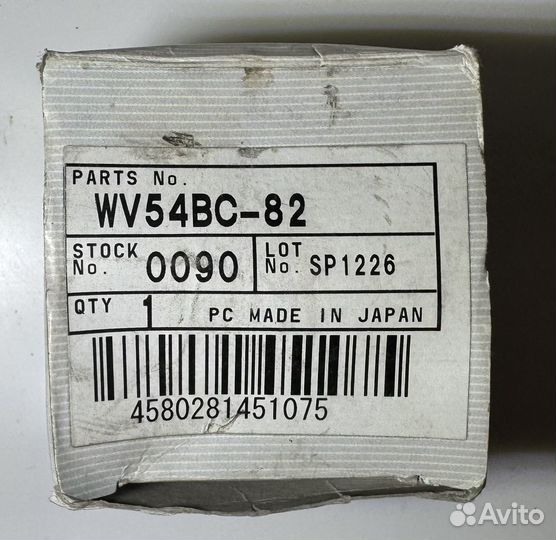 PARTS No.
WV54BC-82
STOCK No. 0090 LOT No. SP1226
QTY 1 PC MADE IN JAPAN
4580281451075
Avito